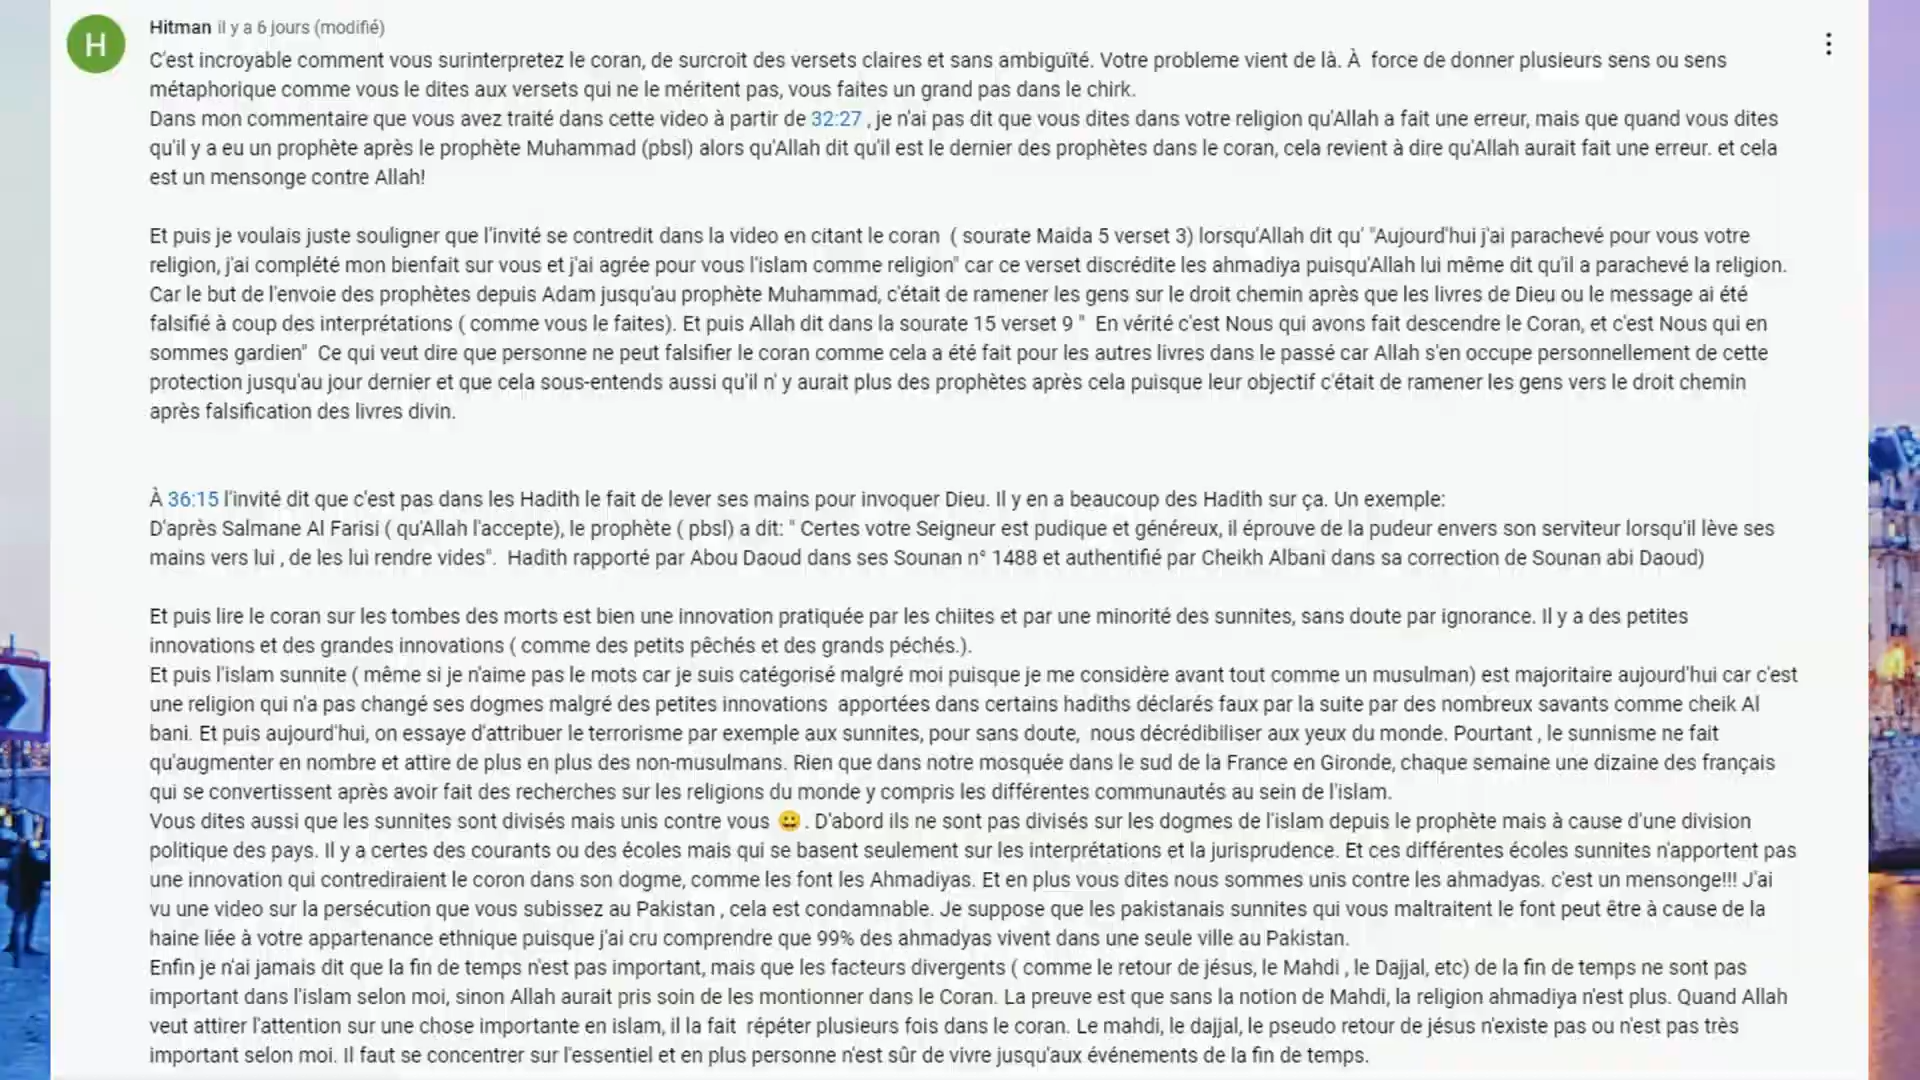 H
Hitman il y a 6 jours (modifié)
C'est incroyable comment vous surinterpretez le coran, de surcroit des versets claires et sans ambiguïté. Votre probleme vient de là. À force de donner plusieurs sens ou sens
métaphorique comme vous le dites aux versets qui ne le méritent pas, vous faites un grand pas dans le chirk.
Dans mon commentaire que vous avez traité dans cette video à partir de 32:27 , je n'ai pas dit que vous dites dans votre religion qu'Allah a fait une erreur, mais que quand vous dites
qu'il y a eu un prophète après le prophète Muhammad (pbsl) alors qu'Allah dit qu'il est le dernier des prophètes dans le coran, cela revient à dire qu'Allah aurait fait une erreur. et cela
est un mensonge contre Allah!
Et puis je voulais juste souligner que l'invité se contredit dans la video en citant le coran ( sourate Maida 5 verset 3) lorsqu'Allah dit qu' "Aujourd'hui j'ai parachevé pour vous votre
religion, j'ai complété mon bienfait sur vous et j'ai agrée pour vous l'islam comme religion" car ce verset discrédite les ahmadiya puisqu'Allah lui même dit qu'il a parachevé la religion.
Car le but de l'envoie des prophètes depuis Adam jusqu'au prophète Muhammad, c'était de ramener les gens sur le droit chemin après que les livres de Dieu ou le message ai été
falsifié à coup des interprétations ( comme vous le faites). Et puis Allah dit dans la sourate 15 verset 9 " En vérité c'est Nous qui avons fait descendre le Coran, et c'est Nous qui en
sommes gardien" Ce qui veut dire que personne ne peut falsifier le coran comme cela a été fait pour les autres livres dans le passé car Allah s'en occupe personnellement de cette
protection jusqu'au jour dernier et que cela sous-entends aussi qu'il n' y aurait plus des prophètes après cela puisque leur objectif c'était de ramener les gens vers le droit chemin
après falsification des livres divin.
À 36:15 l'invité dit que c'est pas dans les Hadith le fait de lever ses mains pour invoquer Dieu. Il y en a beaucoup des Hadith sur ça. Un exemple:
D'après Salmane Al Farisi ( qu'Allah l'accepte), le prophète ( pbsl) a dit: " Certes votre Seigneur est pudique et généreux, il éprouve de la pudeur envers son serviteur lorsqu'il lève ses
mains vers lui , de les lui rendre vides". Hadith rapporté par Abou Daoud dans ses Sounan n° 1488 et authentifié par Cheikh Albani dans sa correction de Sounan abi Daoud)
Et puis lire le coran sur les tombes des morts est bien une innovation pratiquée par les chiites et par une minorité des sunnites, sans doute par ignorance. Il y a des petites
innovations et des grandes innovations ( comme des petits pêchés et des grands péchés.).
Et puis l'islam sunnite ( même si je n'aime pas le mots car je suis catégorisé malgré moi puisque je me considère avant tout comme un musulman) est majoritaire aujourd'hui car c'est
une religion qui n'a pas changé ses dogmes malgré des petites innovations apportées dans certains hadiths déclarés faux par la suite par des nombreux savants comme cheik Al
bani. Et puis aujourd'hui, on essaye d'attribuer le terrorisme par exemple aux sunnites, pour sans doute, nous décrédibiliser aux yeux du monde. Pourtant , le sunnisme ne fait
qu'augmenter en nombre et attire de plus en plus des non-musulmans. Rien que dans notre mosquée dans le sud de la France en Gironde, chaque semaine une dizaine des français
qui se convertissent après avoir fait des recherches sur les religions du monde y compris les différentes communautés au sein de l'islam.
Vous dites aussi que les sunnites sont divisés mais unis contre vous 😀. D'abord ils ne sont pas divisés sur les dogmes de l'islam depuis le prophète mais à cause d'une division
politique des pays. Il y a certes des courants ou des écoles mais qui se basent seulement sur les interprétations et la jurisprudence. Et ces différentes écoles sunnites n'apportent pas
une innovation qui contrediraient le coron dans son dogme, comme les font les Ahmadiyas. Et en plus vous dites nous sommes unis contre les ahmadyas. c'est un mensonge!!! J'ai
vu une video sur la persécution que vous subissez au Pakistan , cela est condamnable. Je suppose que les pakistanais sunnites qui vous maltraitent le font peut être à cause de la
haine liée à votre appartenance ethnique puisque j'ai cru comprendre que 99% des ahmadyas vivent dans une seule ville au Pakistan.
Enfin je n'ai jamais dit que la fin de temps n'est pas important, mais que les facteurs divergents ( comme le retour de jésus, le Mahdi , le Dajjal, etc) de la fin de temps ne sont pas
important dans l'islam selon moi, sinon Allah aurait pris soin de les montionner dans le Coran. La preuve est que sans la notion de Mahdi, la religion ahmadiya n'est plus. Quand Allah
veut attirer l'attention sur une chose importante en islam, il la fait répéter plusieurs fois dans le coran. Le mahdi, le dajjal, le pseudo retour de jésus n'existe pas ou n'est pas très
important selon moi. Il faut se concentrer sur l'essentiel et en plus personne n'est sûr de vivre jusqu'aux événements de la fin de temps.